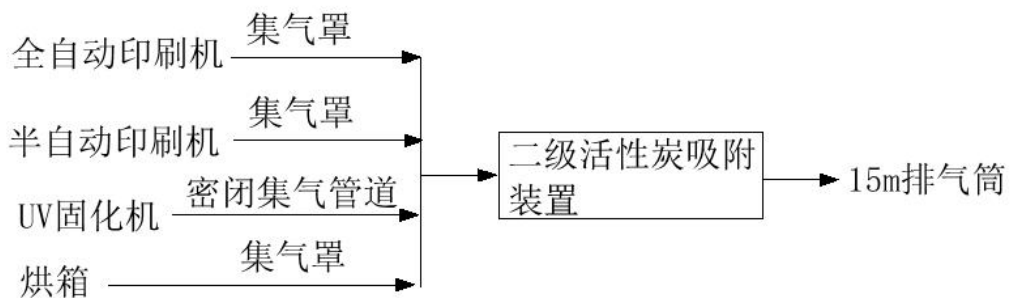 全自动印刷机
集气罩
半自动印刷机
集气罩
UV固化机
密闭集气管道
烘箱
集气罩
二级活性炭吸附
装置
15m排气筒